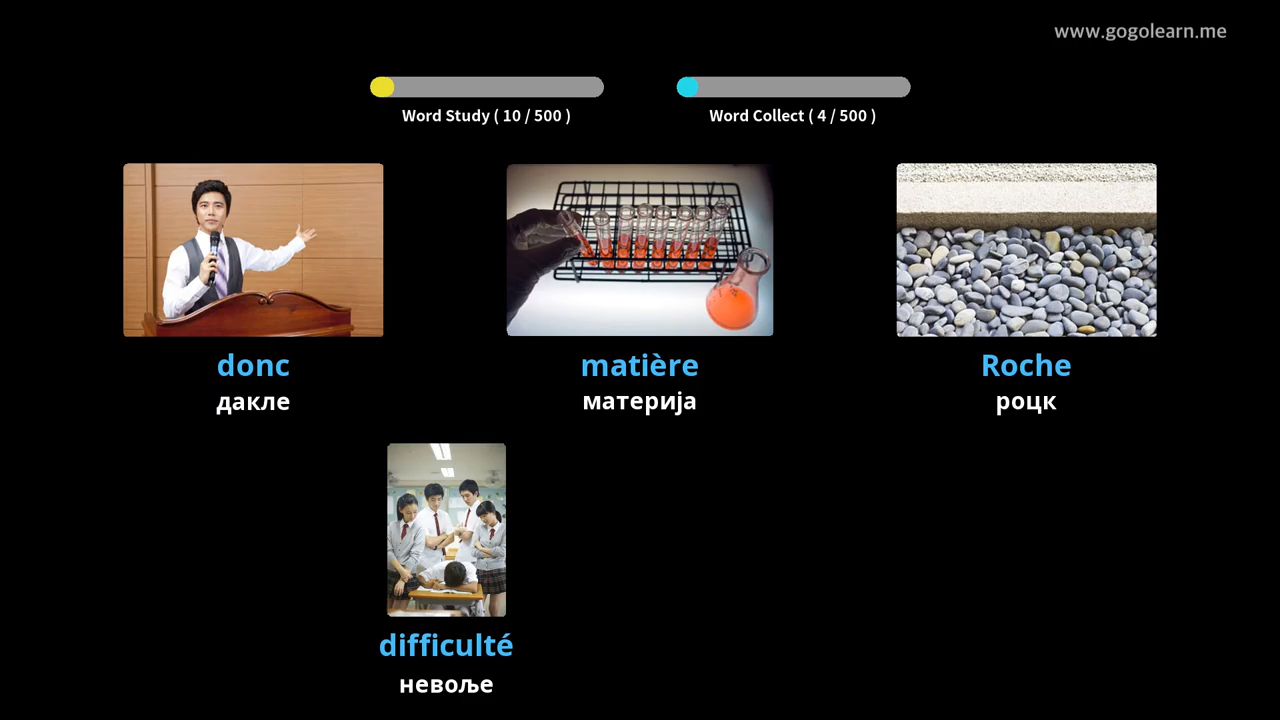 www.gogolearn.me
Word Study ( 10 / 500 )
Word Collect ( 4 / 500 )
donc
дакле
matière
материја
Roche
роцк
difficulté
невоље